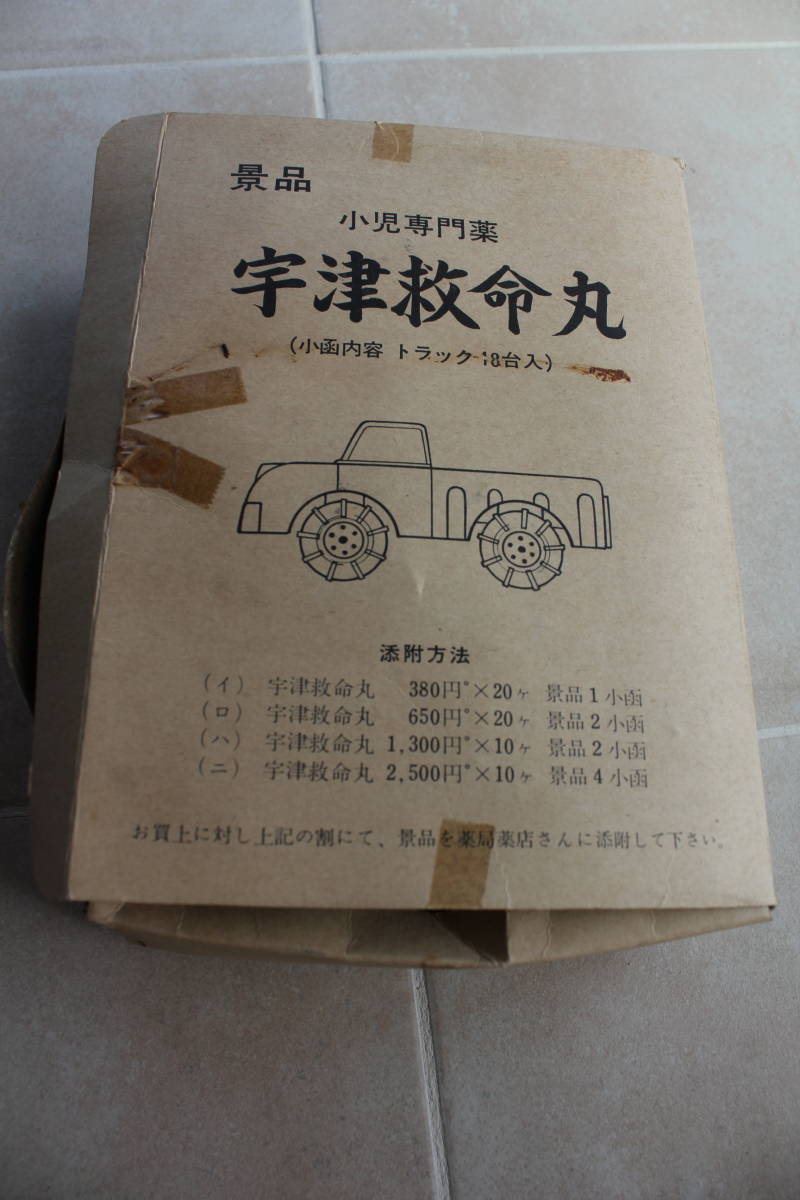 景品
小児専門薬
宇津救命丸
（小函内容 トラック 18台入）
添附方法
（イ） 宇津救命丸 380円°×20ヶ 景品1小函
（ロ） 宇津救命丸 650円°×20ヶ 景品2小函
（ハ） 宇津救命丸 1,300円°×10ヶ 景品2小函
（ニ） 宇津救命丸 2,500円°×10ヶ 景品4小函
お買上に対し上記の割にて、景品を薬局薬店さんに添附して下さい。